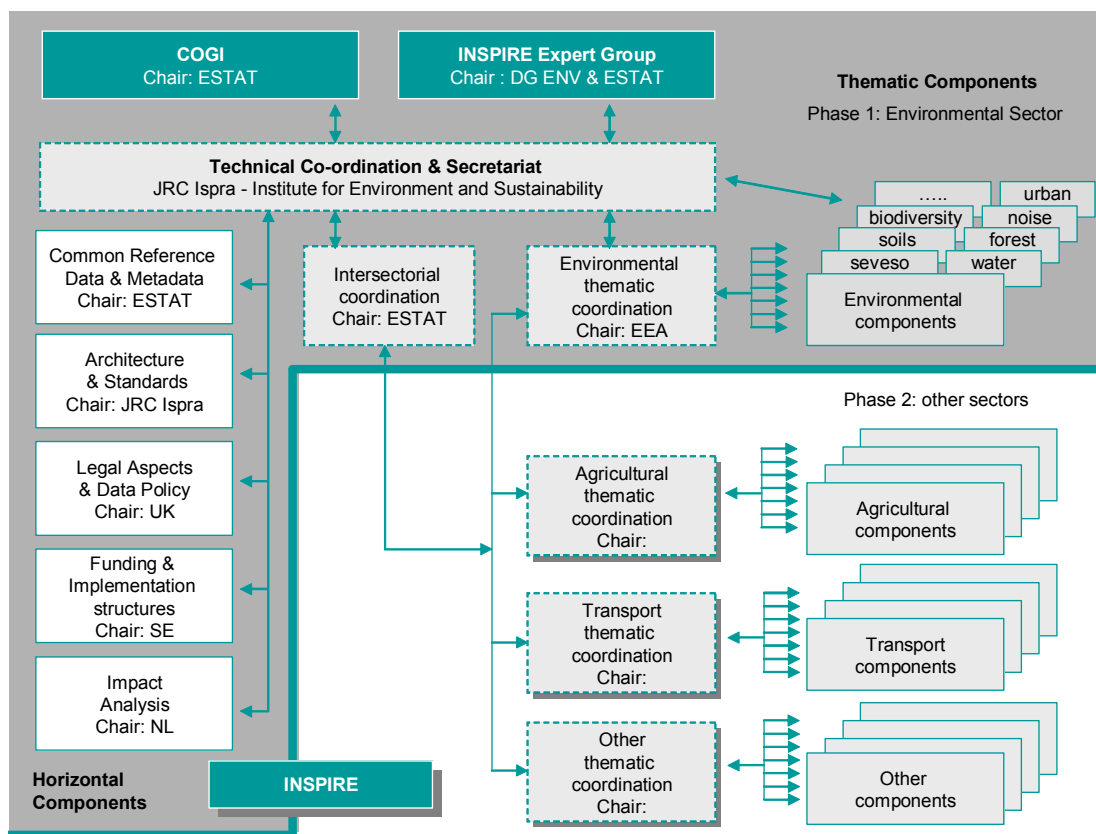 COGI
Chair: ESTAT
INSPIRE Expert Group
Chair : DG ENV & ESTAT
Thematic Components
Phase 1: Environmental Sector
Technical Co-ordination & Secretariat
JRC Ispra - Institute for Environment and Sustainability
…..
urban
biodiversity
noise
soils
forest
seveso
water
Environmental
components
Common Reference
Data & Metadata
Chair: ESTAT
Intersectorial
coordination
Chair: ESTAT
Environmental
thematic
coordination
Chair: EEA
Architecture
& Standards
Chair: JRC Ispra
Legal Aspects
& Data Policy
Chair: UK
Funding &
Implementation
structures
Chair: SE
Impact
Analysis
Chair: NL
Phase 2: other sectors
Agricultural
thematic
coordination
Chair:
Agricultural
components
Transport
thematic
coordination
Chair:
Transport
components
Other
thematic
coordination
Chair:
Other
components
Horizontal
Components
INSPIRE